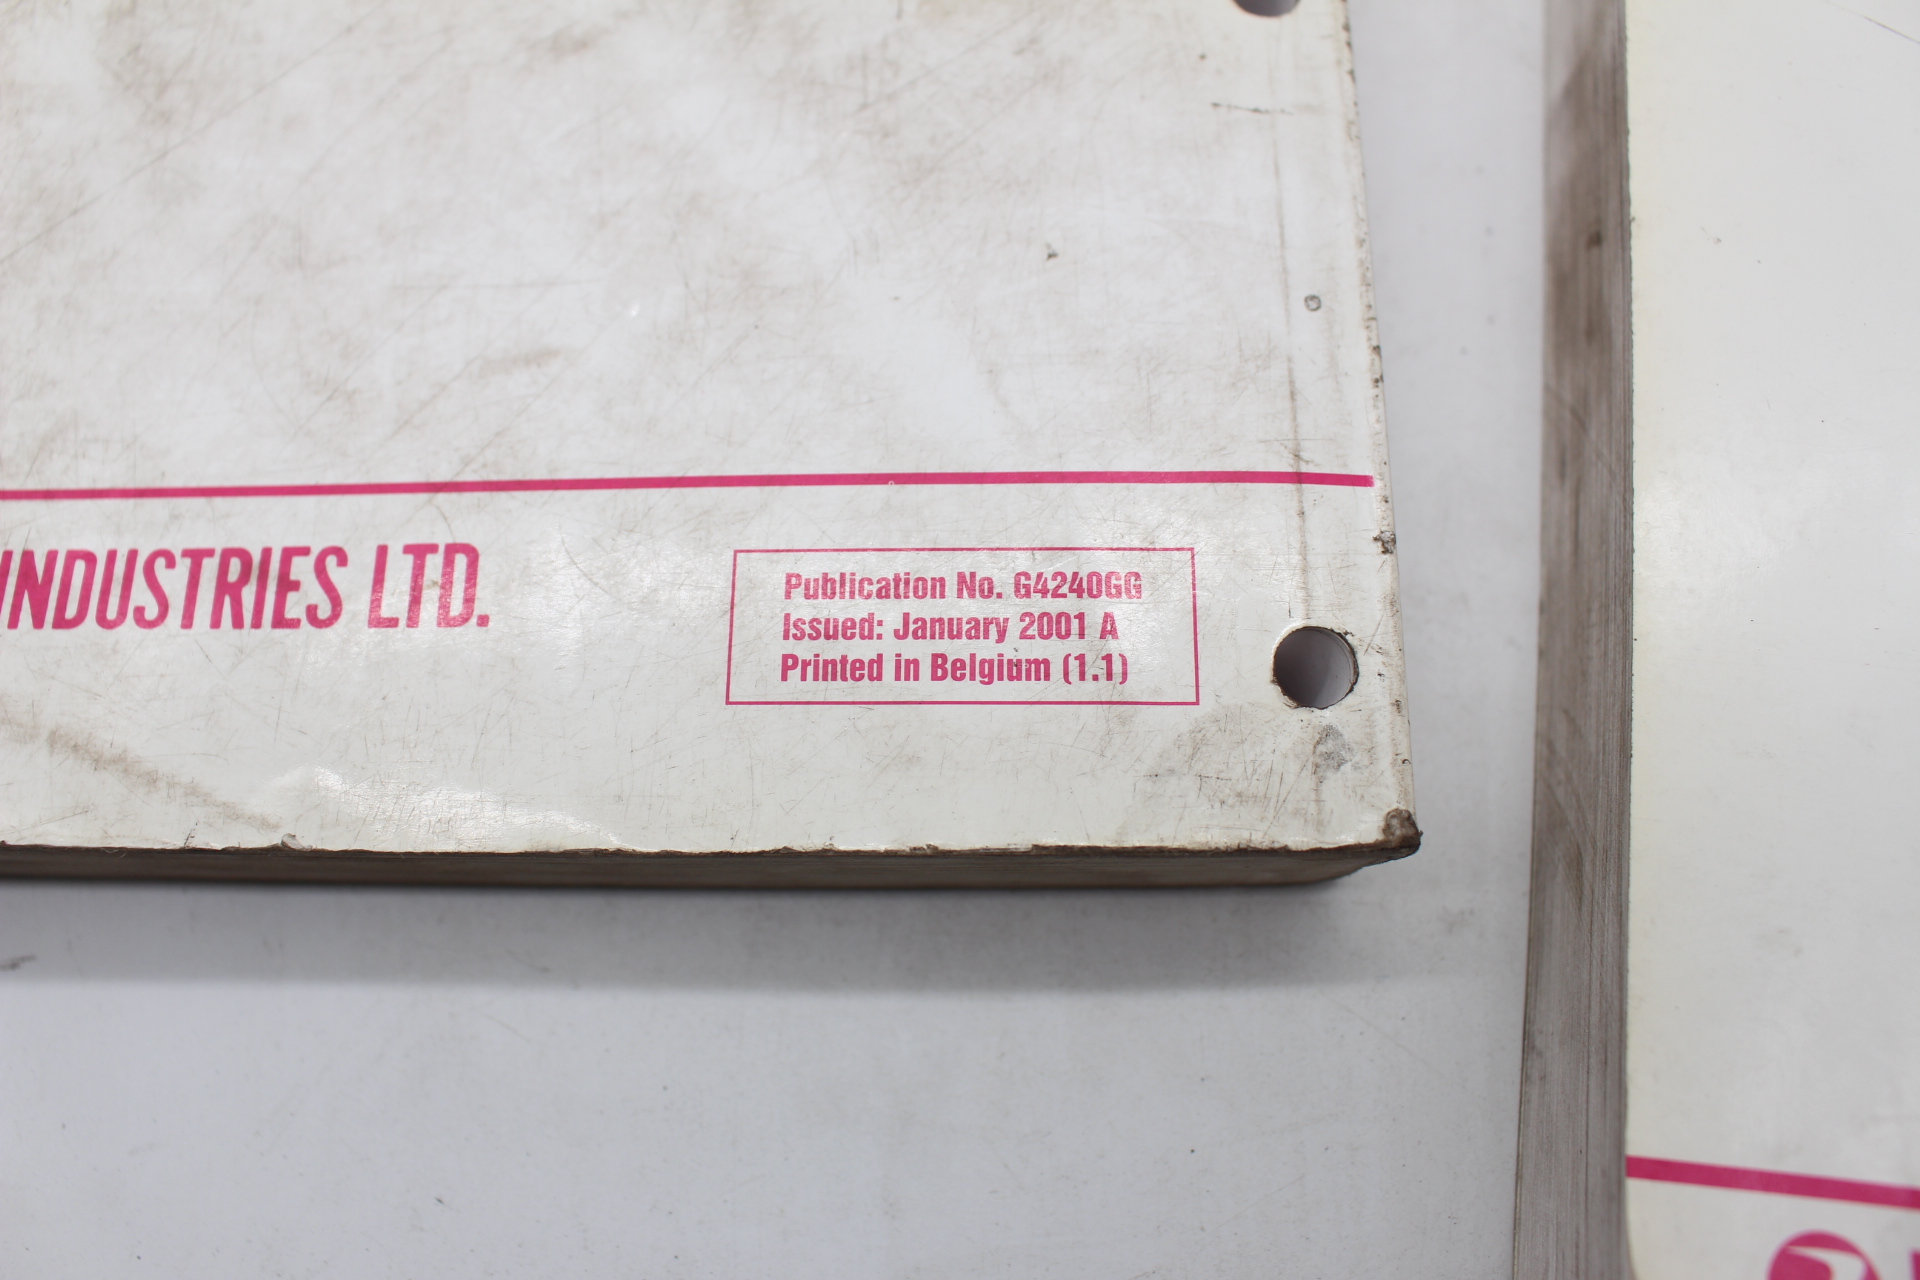 INDUSTRIES LTD.
Publication No. G4240GG
Issued: January 2001 A
Printed in Belgium (1.1)